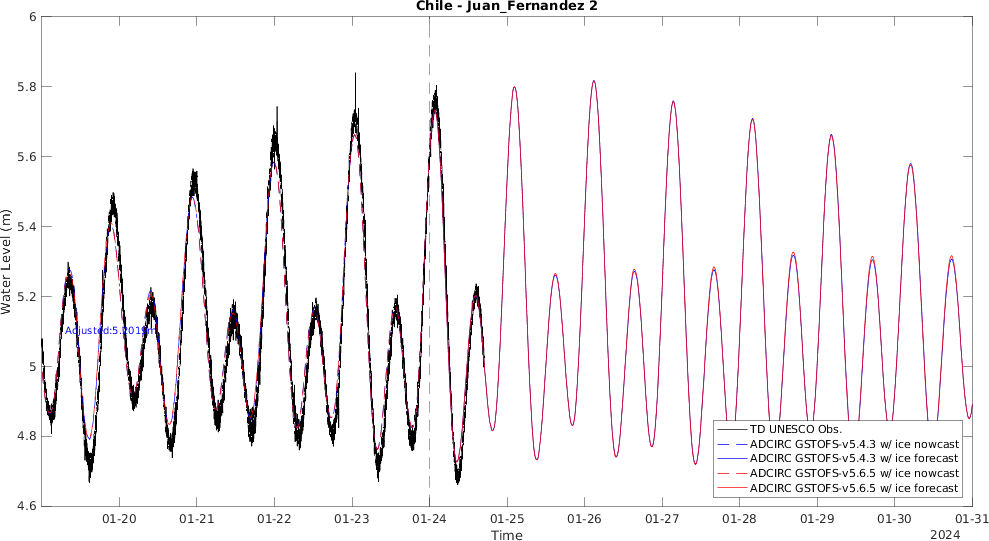 Chile - Juan_Fernandez 2
6
5.8
5.6
5.4
5.2
5
4.8
4.6
Water Level (m)
Adjusted:5.2019m
TD UNESCO Obs.
ADCIRC GSTOFS-v5.4.3 w/ ice nowcast
ADCIRC GSTOFS-v5.4.3 w/ ice forecast
ADCIRC GSTOFS-v5.6.5 w/ ice nowcast
ADCIRC GSTOFS-v5.6.5 w/ ice forecast
01-20 01-21 01-22 01-23 01-24 01-25 01-26 01-27 01-28 01-29 01-30 01-31
Time
2024